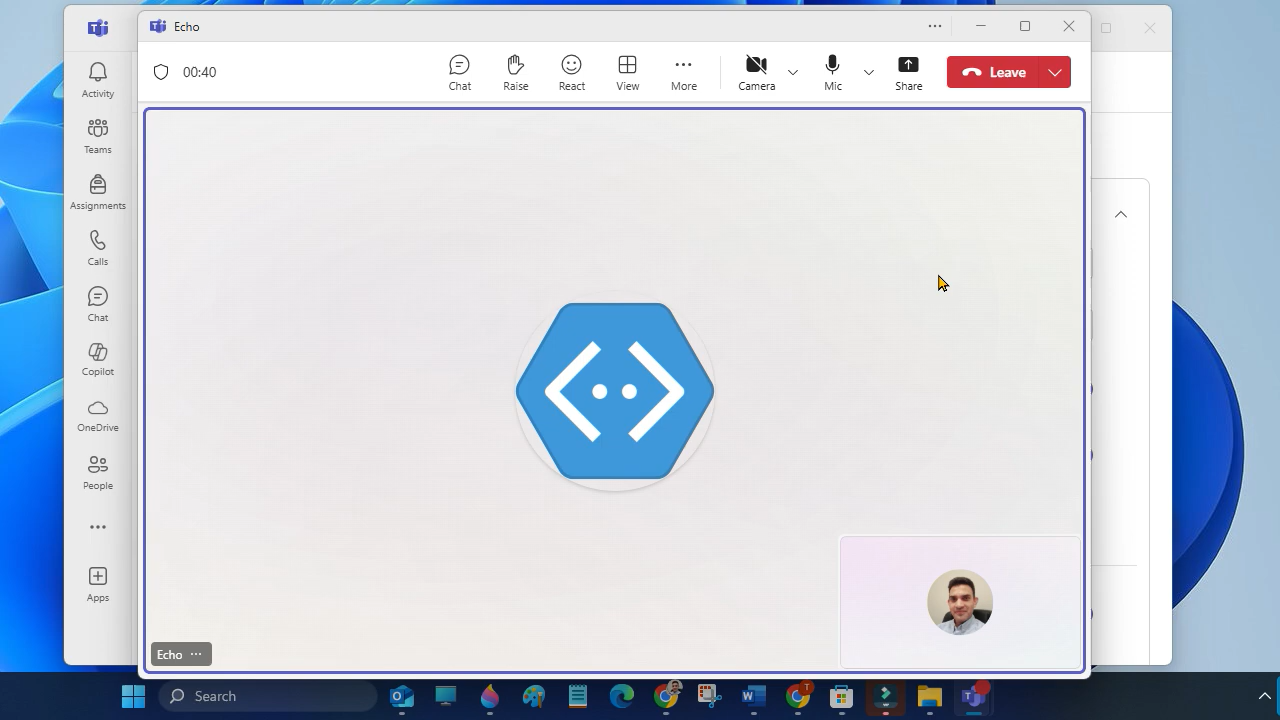 Echo
00:40
Chat
Raise
React
View
More
Camera
Mic
Share
Leave
Activity
Teams
Assignments
Calls
Chat
Copilot
OneDrive
People
Apps
Echo
Search